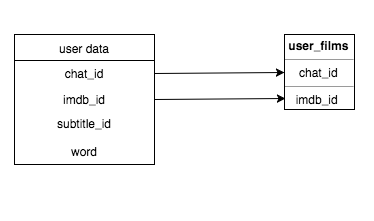 user data
chat_id
imdb_id
subtitle_id
word
user_films
chat_id
imdb_id